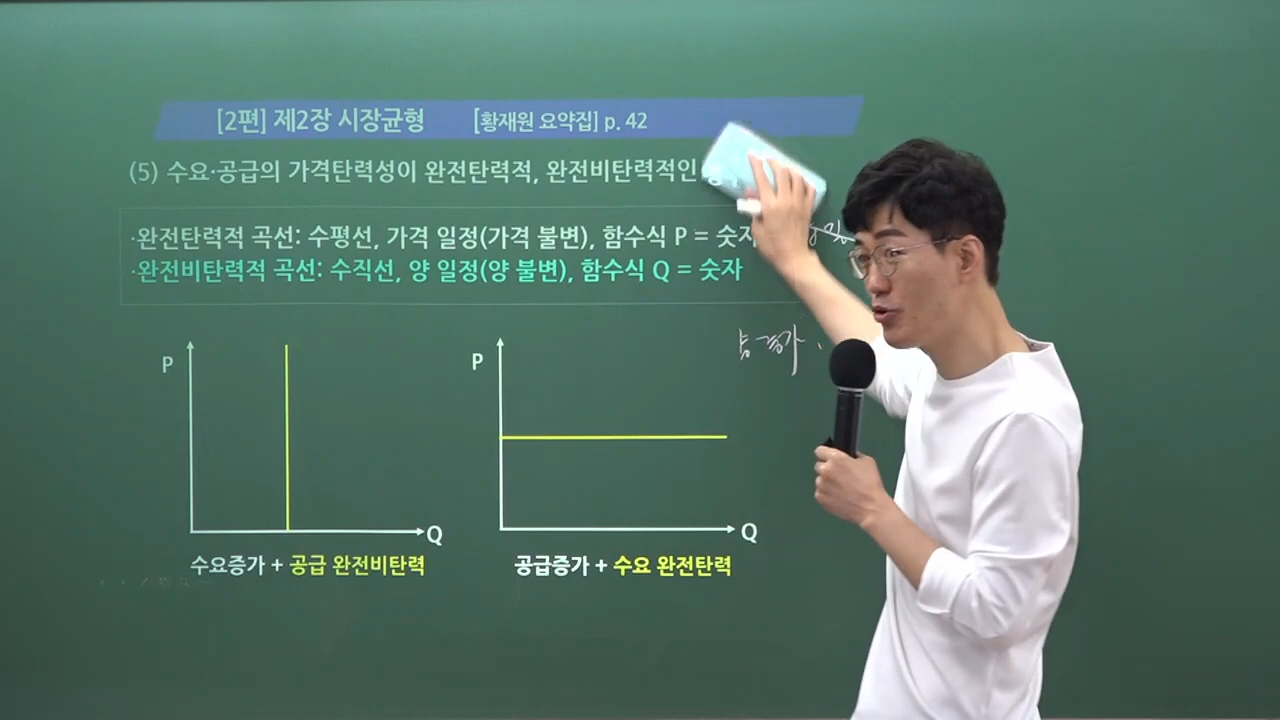 [2편] 제2장 시장균형 [황재원 요약집] p. 42
(5) 수요·공급의 가격탄력성이 완전탄력적, 완전비탄력적인
·완전탄력적 곡선: 수평선, 가격 일정(가격 불변), 함수식 P = 숫자
·완전비탄력적 곡선: 수직선, 양 일정(양 불변), 함수식 Q = 숫자
P
Q
수요증가 + 공급 완전비탄력
P
Q
공급증가 + 수요 완전탄력